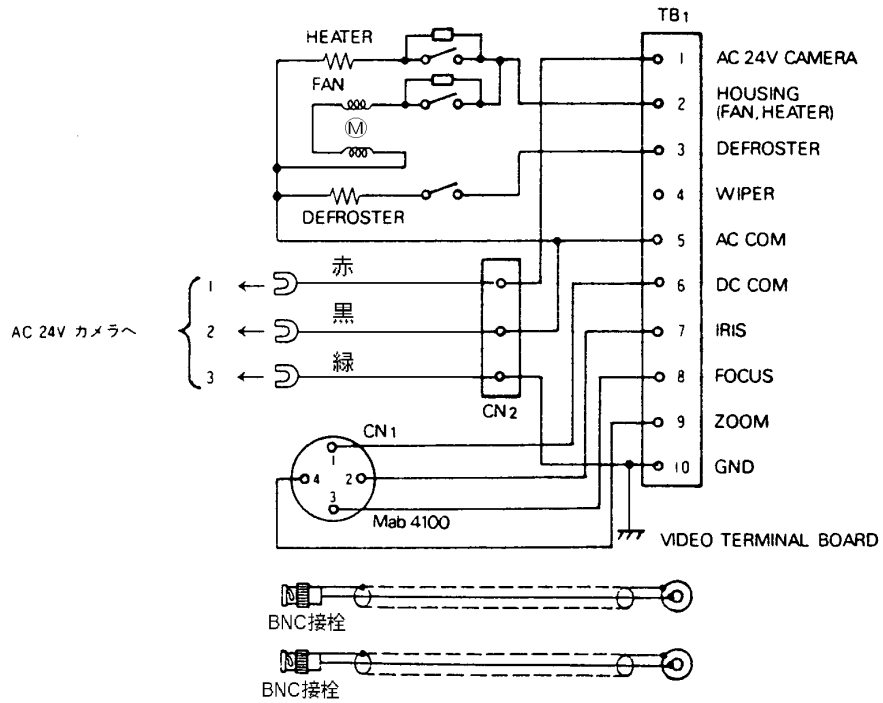 TB1
HEATER
FAN
M
DEFROSTER
1 AC 24V CAMERA
2 HOUSING
(FAN, HEATER)
3 DEFROSTER
4 WIPER
5 AC COM
6 DC COM
7 IRIS
8 FOCUS
9 ZOOM
10 GND
AC 24V カメラへ
1 赤
2 黒
3 緑
CN2
CN1
1
4 2
3
Mab 4100
VIDEO TERMINAL BOARD
BNC接栓
BNC接栓